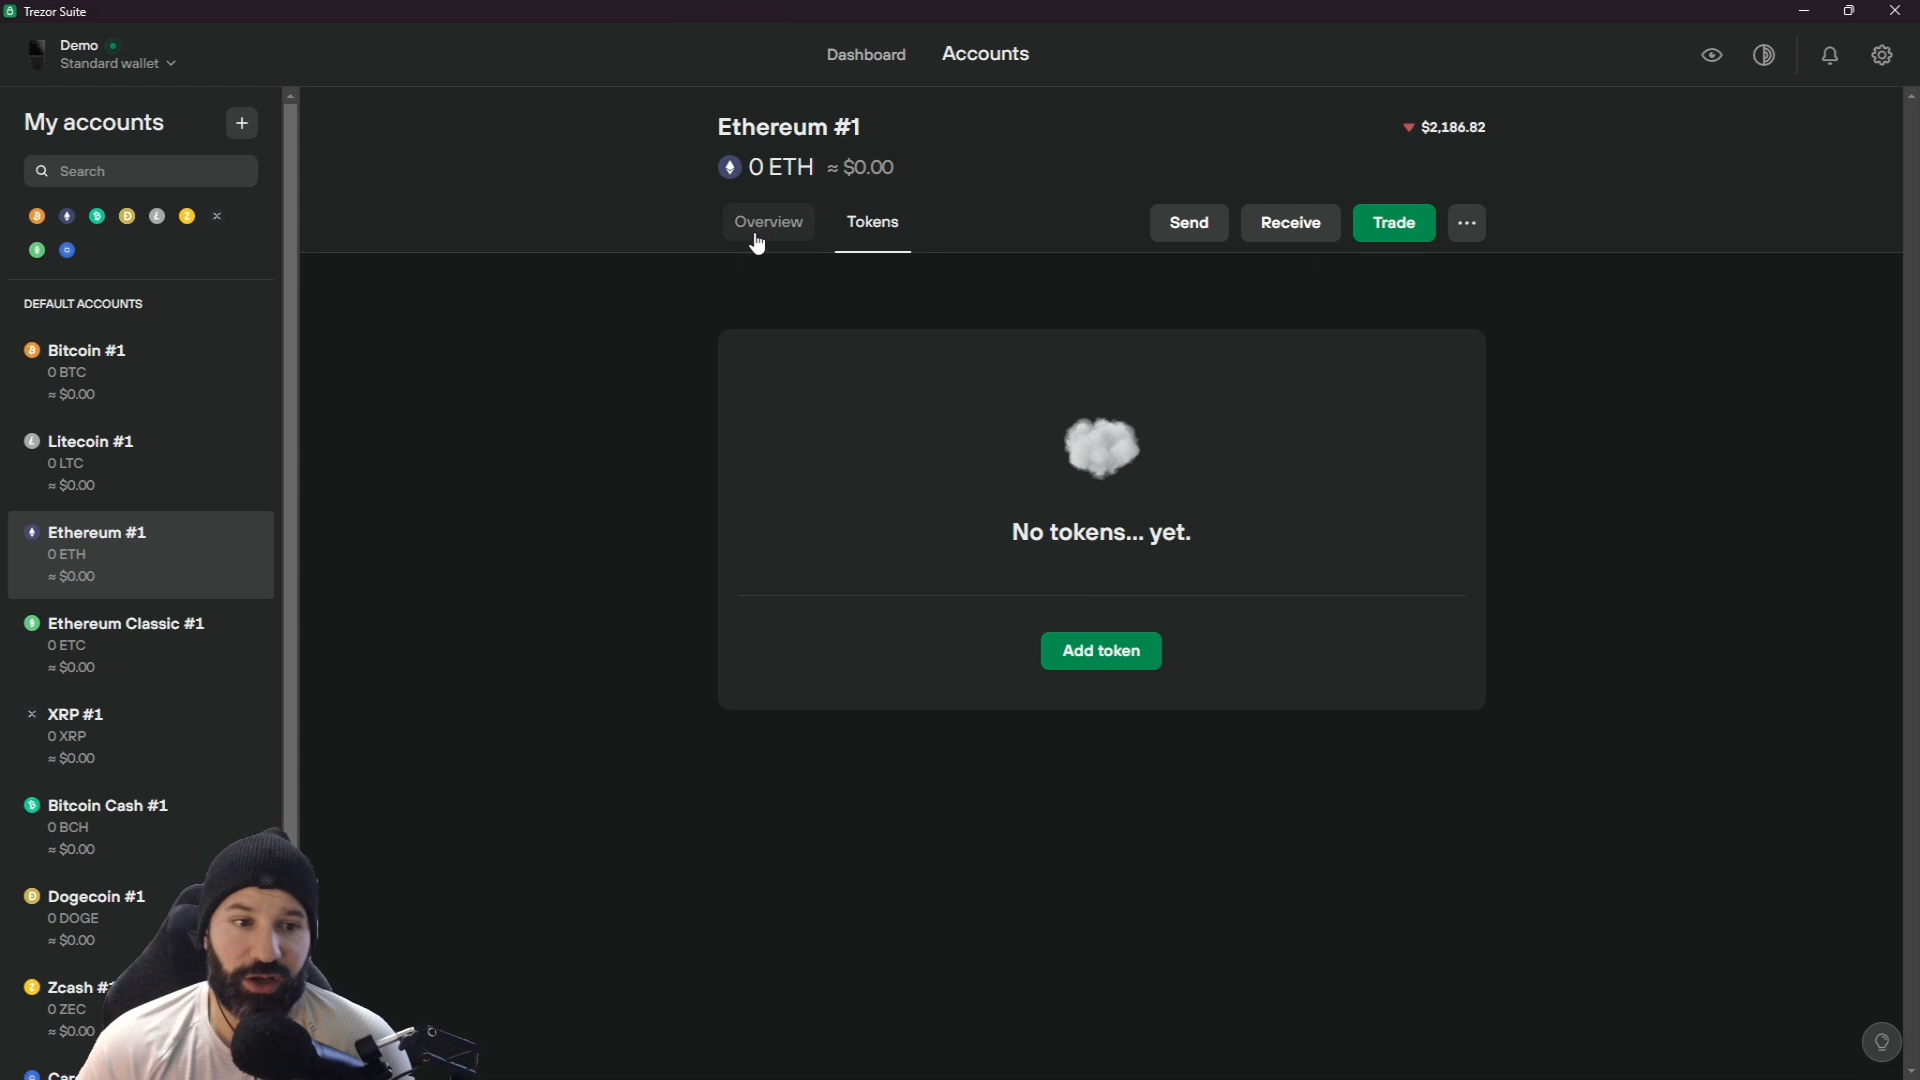 Trezor Suite
Demo
Standard wallet
Dashboard
Accounts
My accounts
Search
DEFAULT ACCOUNTS
Bitcoin #1
0 BTC
≈ $0.00
Litecoin #1
0 LTC
≈ $0.00
Ethereum #1
0 ETH
≈ $0.00
Ethereum Classic #1
0 ETC
≈ $0.00
XRP #1
0 XRP
≈ $0.00
Bitcoin Cash #1
0 BCH
≈ $0.00
Dogecoin #1
0 DOGE
≈ $0.00
Zcash #
0 ZEC
≈ $0.00
Ethereum #1
$2,186.82
0 ETH ≈ $0.00
Overview
Tokens
Send
Receive
Trade
No tokens... yet.
Add token